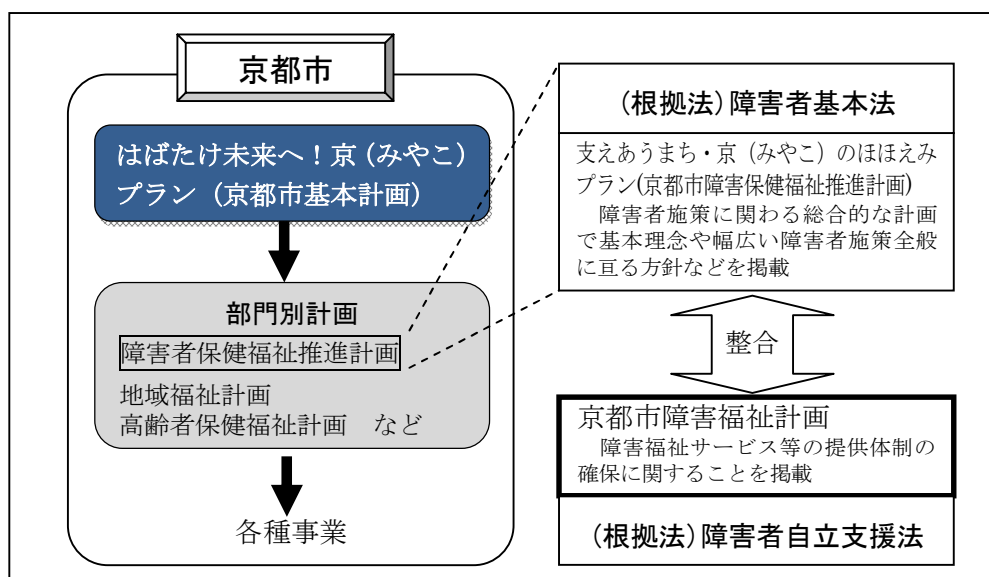 京都市
はばたけ未来へ！京（みやこ）
プラン（京都市基本計画）
部門別計画
障害者保健福祉推進計画
地域福祉計画
高齢者保健福祉計画　など
各種事業
（根拠法）障害者基本法
支えあうまち・京（みやこ）のほほえみ
プラン(京都市障害保健福祉推進計画)
　障害者施策に関わる総合的な計画
で基本理念や幅広い障害者施策全般
に亘る方針などを掲載
整合
京都市障害福祉計画
　障害福祉サービス等の提供体制の
確保に関することを掲載
（根拠法）障害者自立支援法